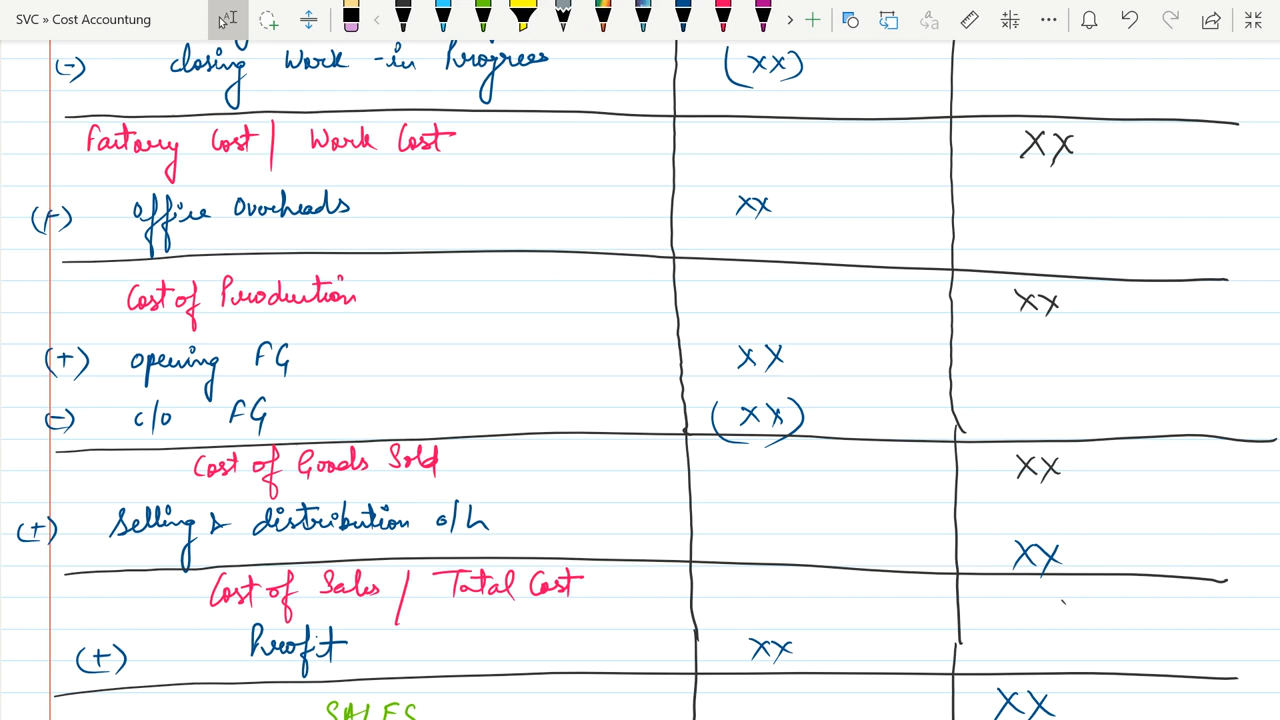 SVC » Cost Accountung
(-) closing Work-in Progress (xx)
Factory Cost | Work Cost XX
(+) Office Overheads xx
Cost of Production xx
(+) opening FG XX
(-) c/o FG (xx)
Cost of Goods Sold XX
(+) Selling & distribution o/h XX
Cost of Sales / Total Cost
(+) Profit xx
SALES XX